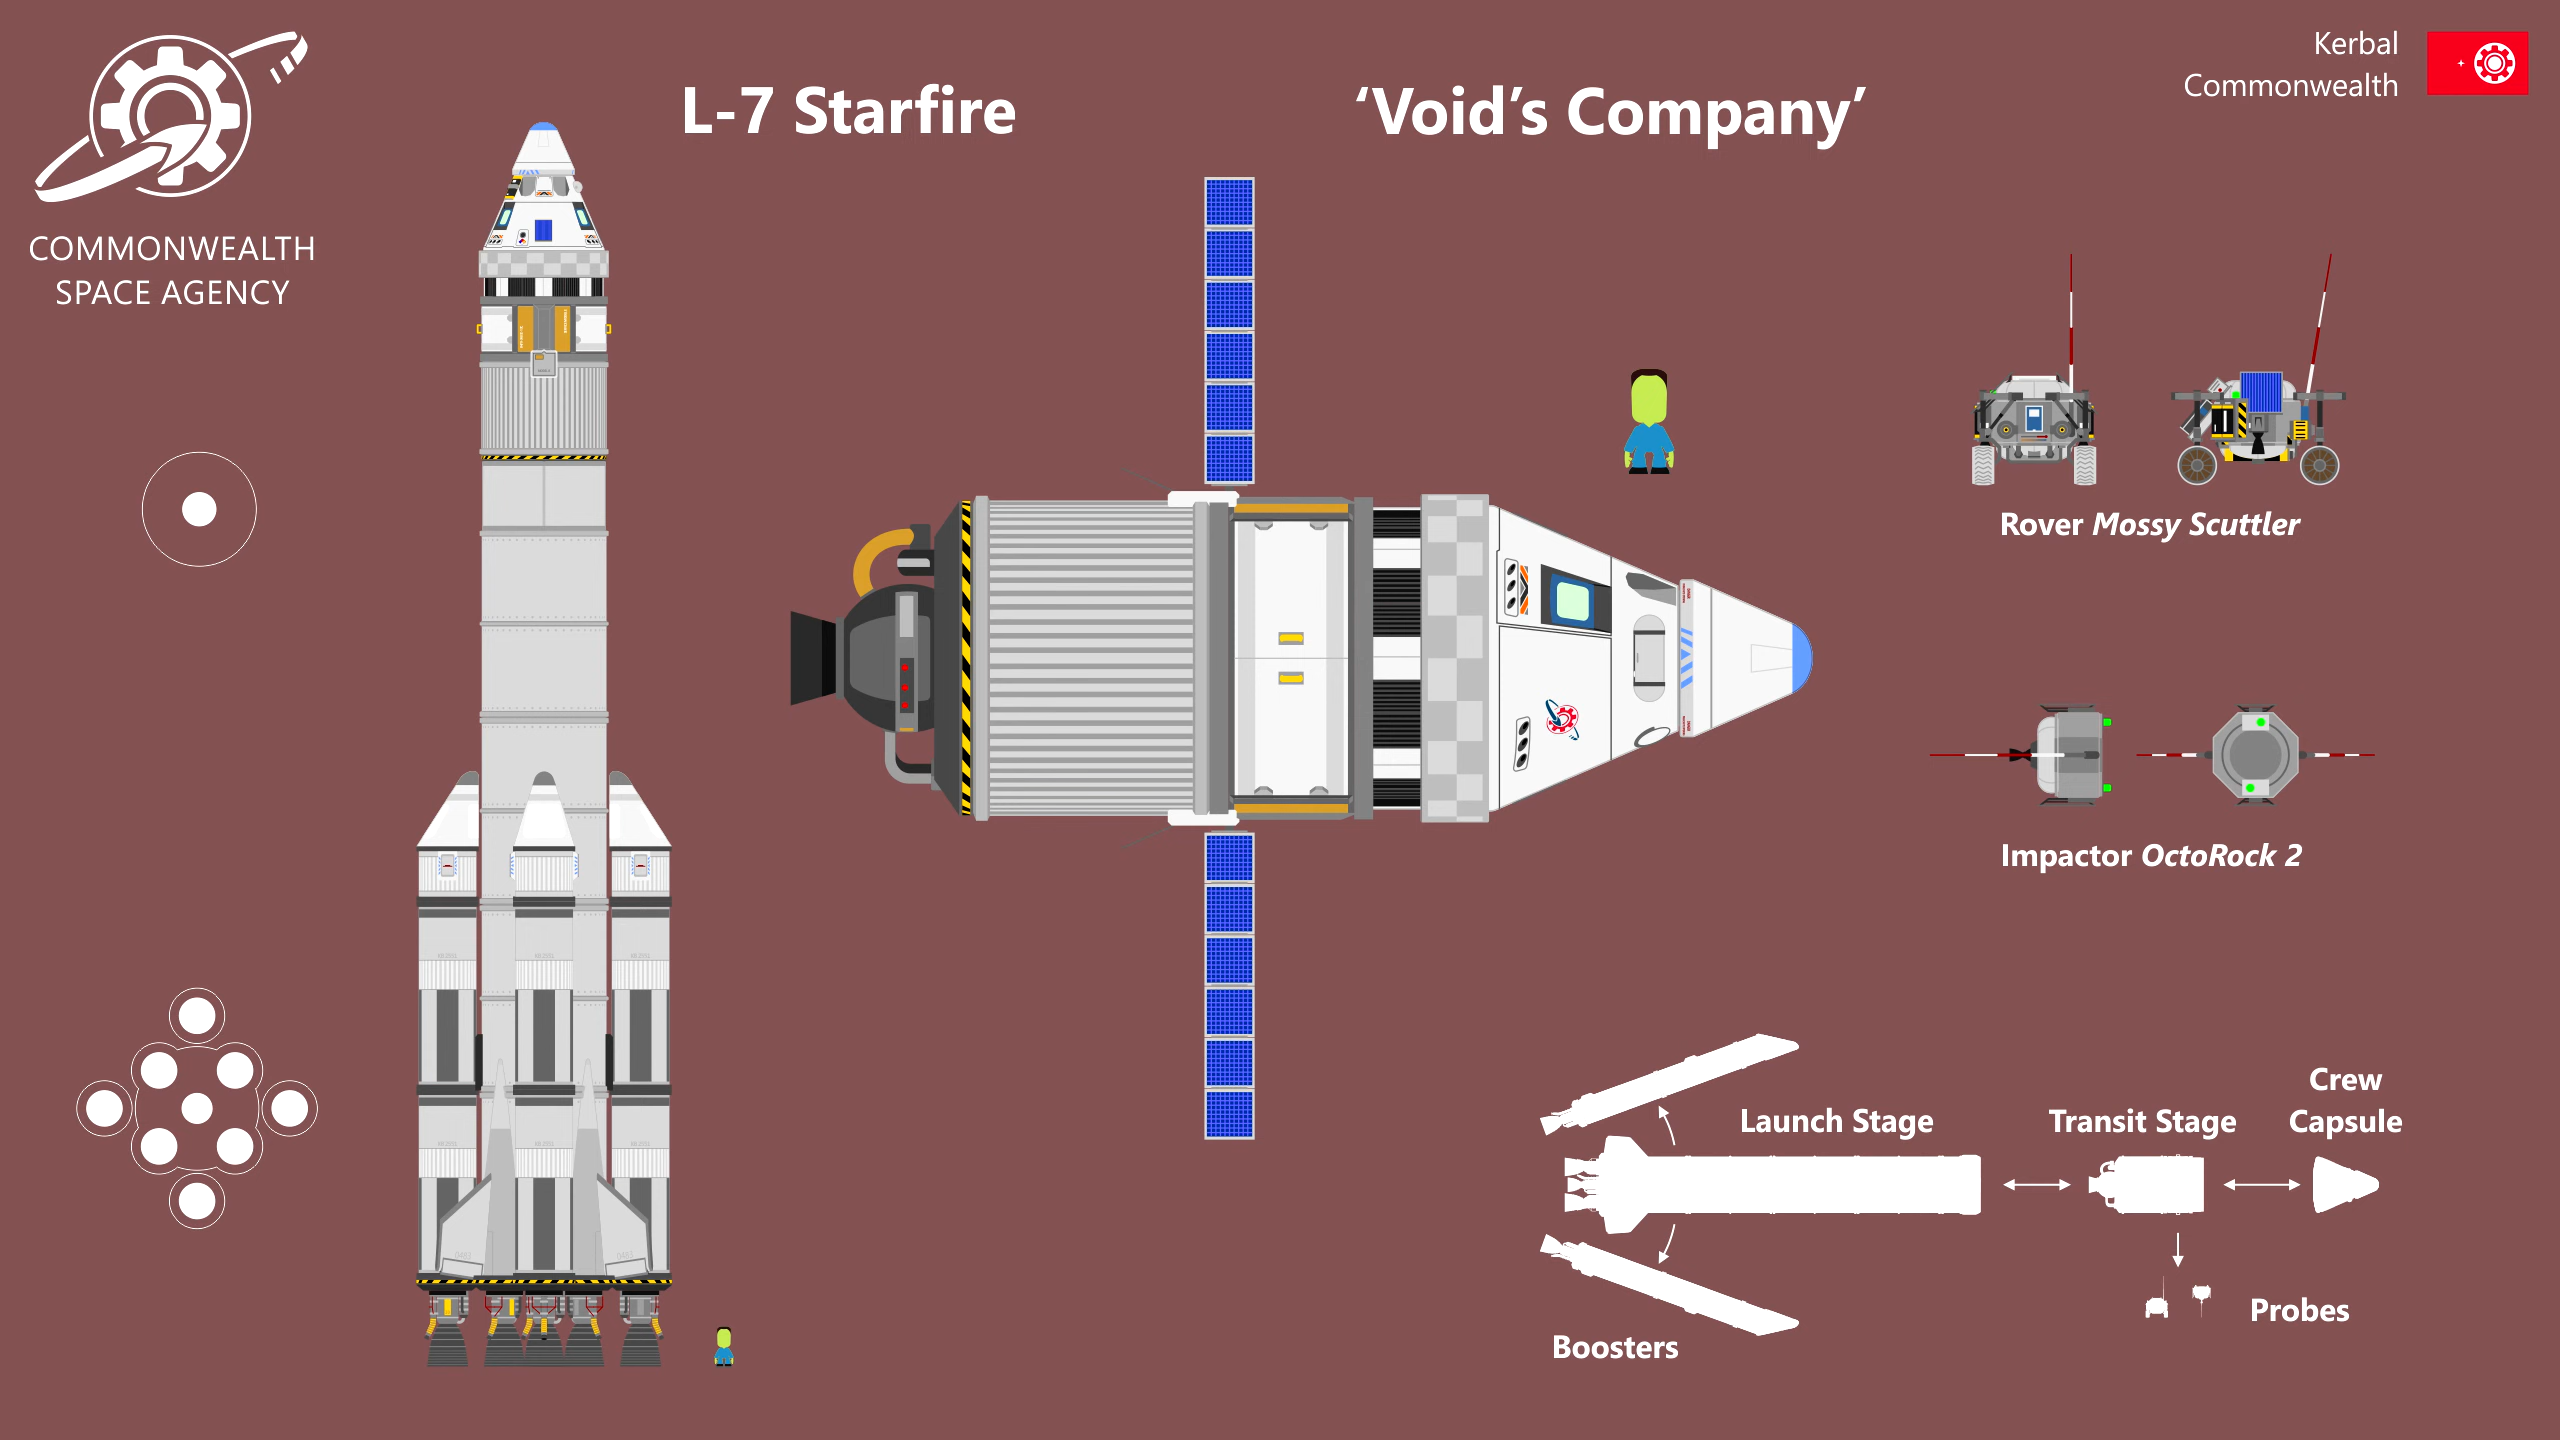 COMMONWEALTH
SPACE AGENCY
L-7 Starfire
‘Void’s Company’
Kerbal
Commonwealth
Rover Mossy Scuttler
Impactor OctoRock 2
Launch Stage
Transit Stage
Crew
Capsule
Probes
Boosters